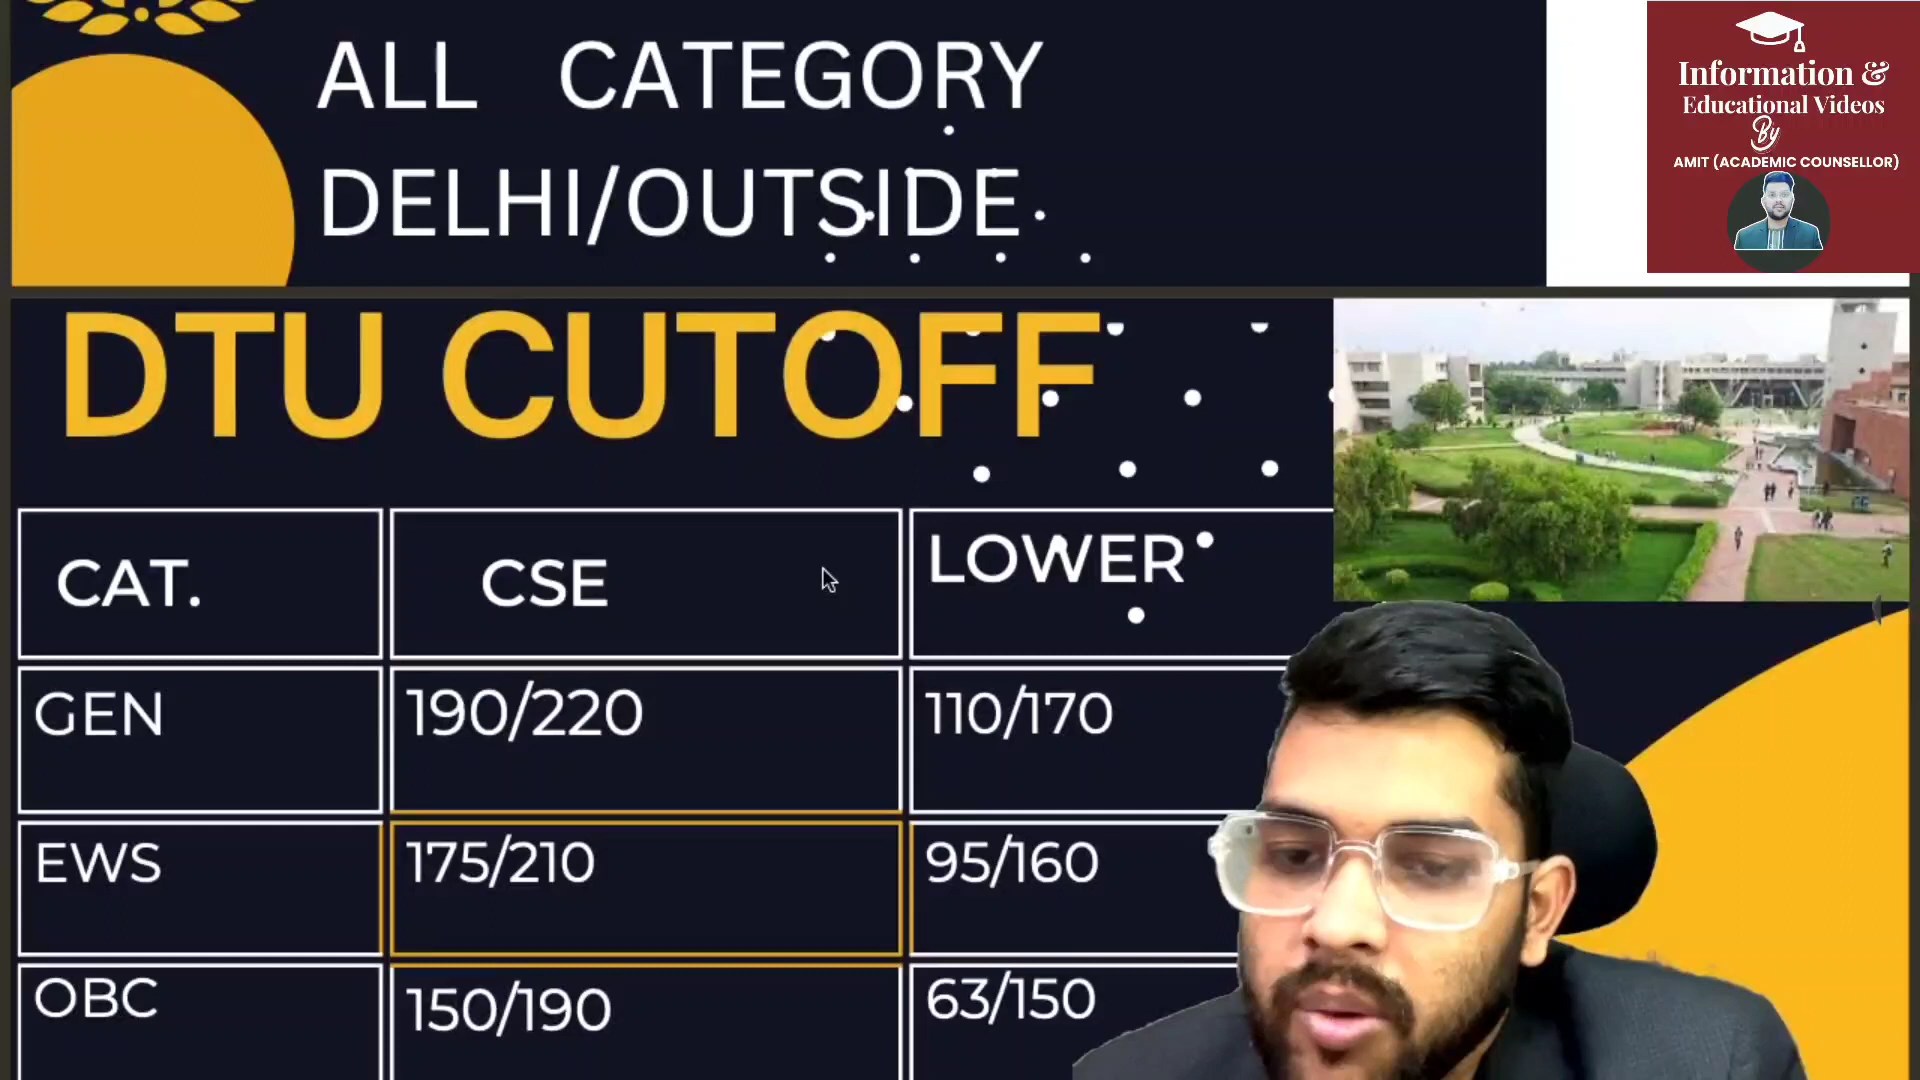 ALL CATEGORY
DELHI/OUTSIDE
Information &
Educational Videos
By
AMIT (ACADEMIC COUNSELLOR)
DTU CUTOFF
CAT. CSE LOWER
GEN 190/220 110/170
EWS 175/210 95/160
OBC 150/190 63/150